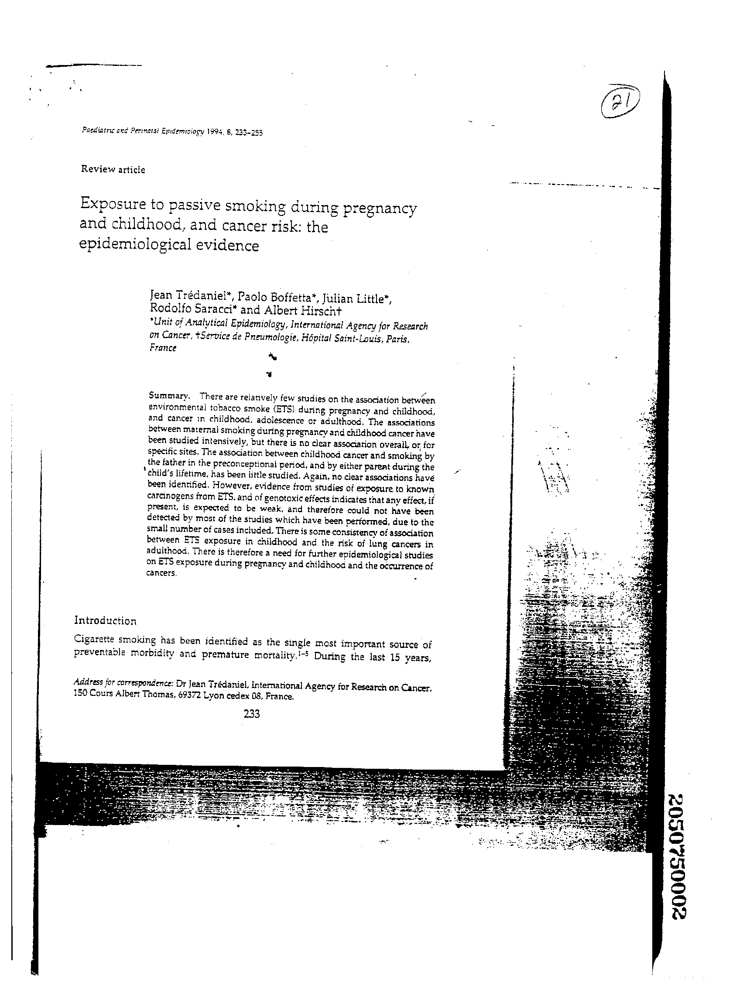 21
Paediatric and Perinatal Epidemiology 1994, 8, 233–255
Review article
Exposure to passive smoking during pregnancy
and childhood, and cancer risk: the
epidemiological evidence
Jean Trédaniel*, Paolo Boffetta*, Julian Little*,
Rodolfo Saracci* and Albert Hirsch†
*Unit of Analytical Epidemiology, International Agency for Research
on Cancer, †Service de Pneumologie, Hôpital Saint-Louis, Paris,
France
Summary. There are relatively few studies on the association between
environmental tobacco smoke (ETS) during pregnancy and childhood,
and cancer in childhood, adolescence or adulthood. The associations
between maternal smoking during pregnancy and childhood cancer have
been studied intensively, but there is no clear association overall, or for
specific sites. The association between childhood cancer and smoking by
the father in the preconceptional period, and by either parent during the
child's lifetime, has been little studied. Again, no clear associations have
been identified. However, evidence from studies of exposure to known
carcinogens from ETS, and of genotoxic effects indicates that any effect, if
present, is expected to be weak, and therefore could not have been
detected by most of the studies which have been performed, due to the
small number of cases included. There is some consistency of association
between ETS exposure in childhood and the risk of lung cancers in
adulthood. There is therefore a need for further epidemiological studies
on ETS exposure during pregnancy and childhood and the occurrence of
cancers.
Introduction
Cigarette smoking has been identified as the single most important source of
preventable morbidity and premature mortality.1–5 During the last 15 years,
Address for correspondence: Dr Jean Trédaniel, International Agency for Research on Cancer,
150 Cours Albert Thomas, 69372 Lyon cedex 08, France.
233
2050750002